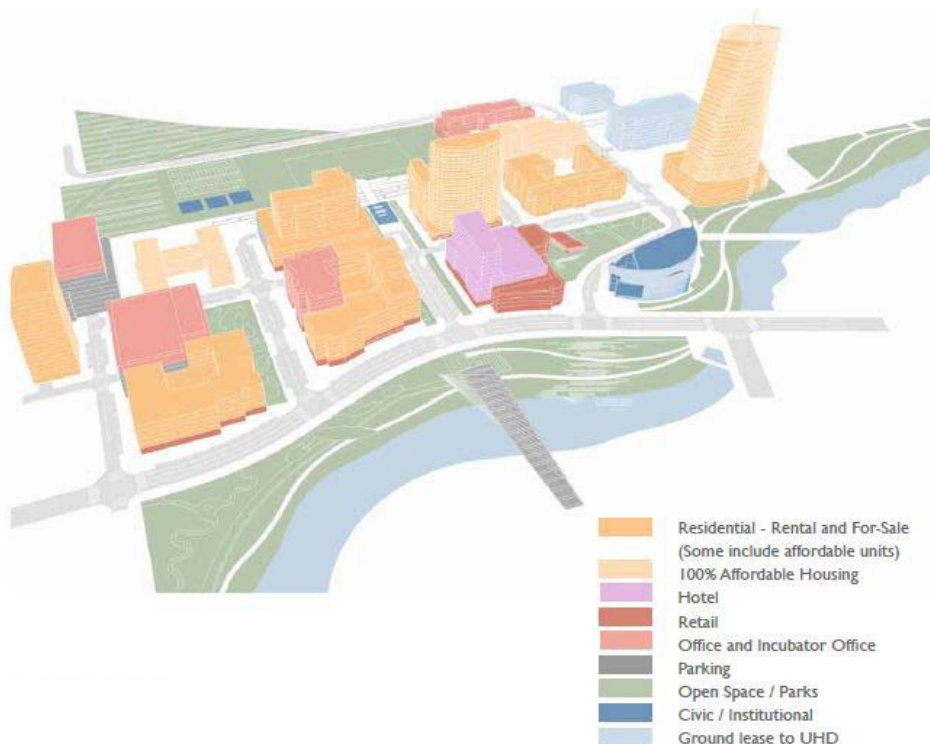 Residential - Rental and For-Sale
(Some include affordable units)
100% Affordable Housing
Hotel
Retail
Office and Incubator Office
Parking
Open Space / Parks
Civic / Institutional
Ground lease to UHD